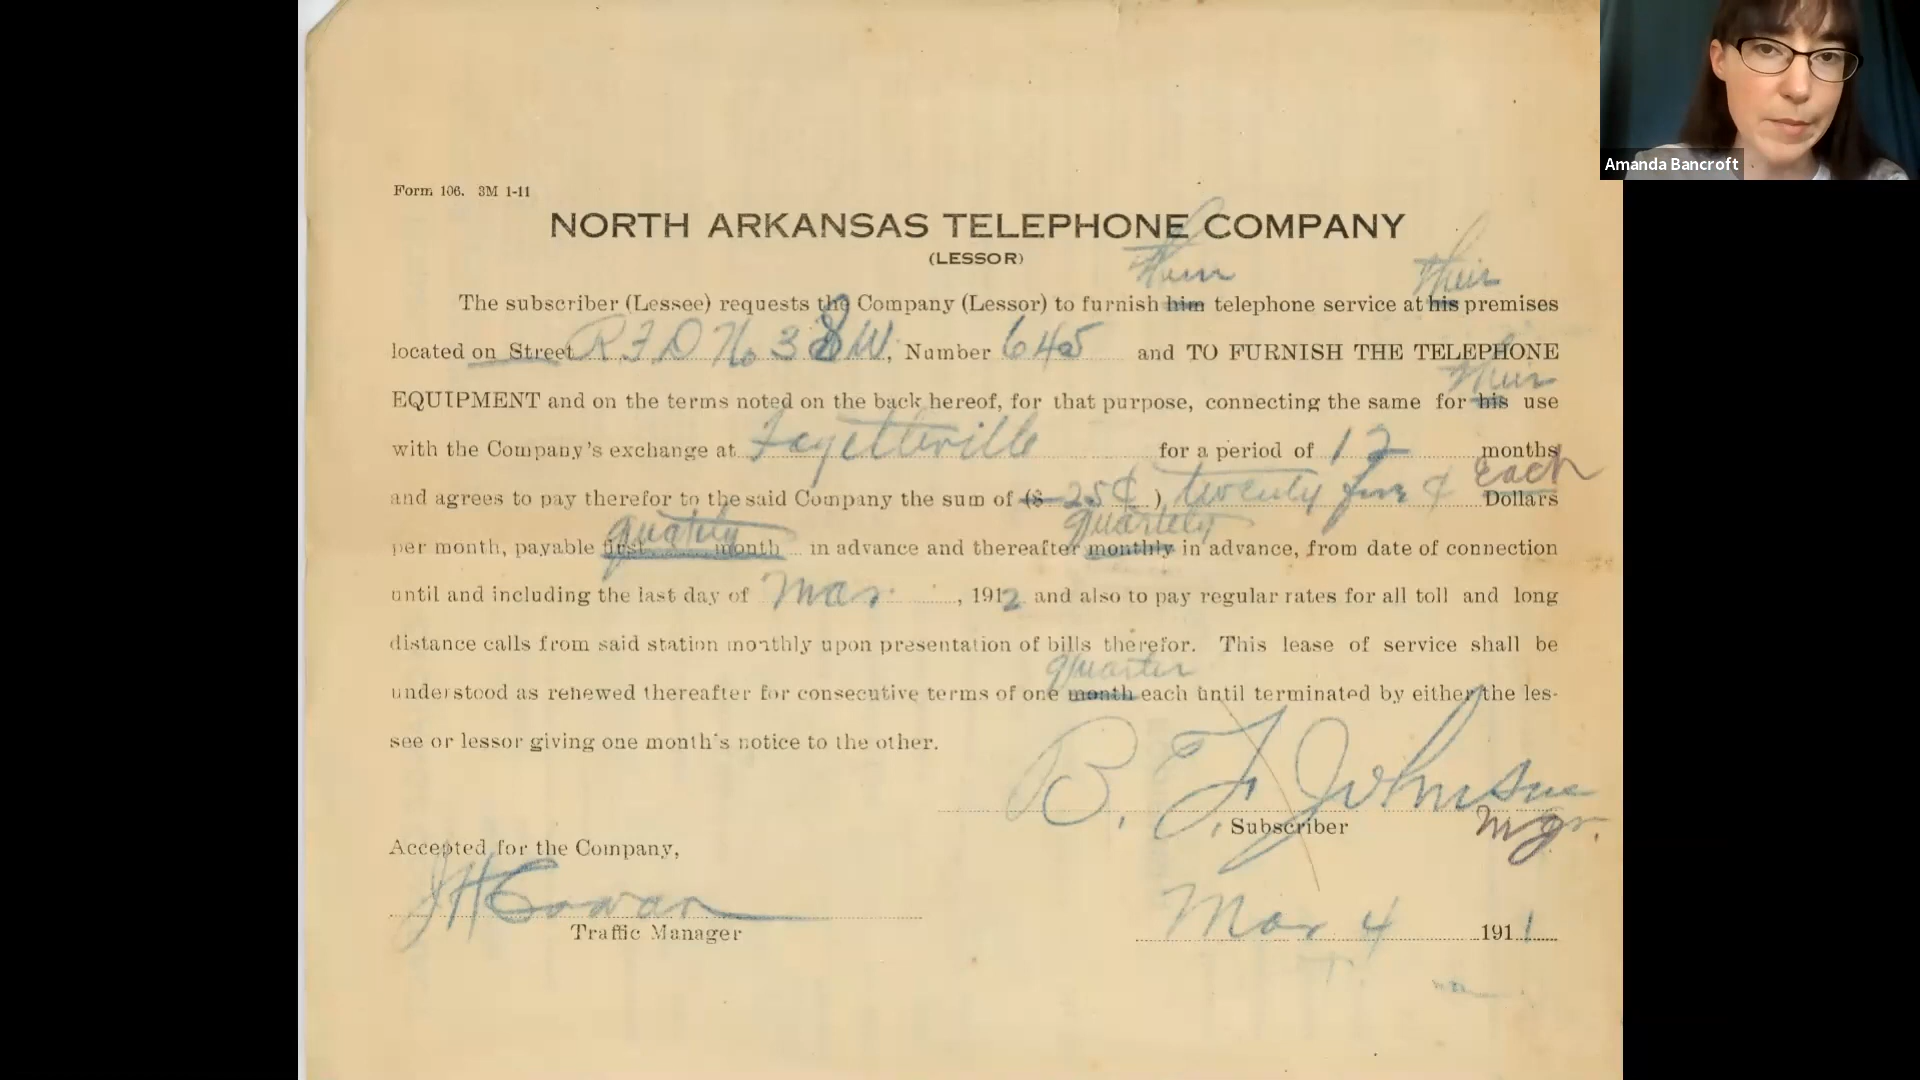 Amanda Bancroft
Form 106. 3M 1-11
NORTH ARKANSAS TELEPHONE COMPANY
(LESSOR)
them their
The subscriber (Lessee) requests the Company (Lessor) to furnish him telephone service at his premises
located on Street R F D No 3 S W, Number 645 and TO FURNISH THE TELEPHONE
their
EQUIPMENT and on the terms noted on the back hereof, for that purpose, connecting the same for his use
with the Company's exchange at Fayetteville for a period of 12 months
each
and agrees to pay therefor to the said Company the sum of ($ 25¢ ), twenty five ¢ Dollars
quartely
per month, payable first month in advance and thereafter monthly in advance, from date of connection
until and including the last day of Mar. , 1912 and also to pay regular rates for all toll and long
distance calls from said station monthly upon presentation of bills therefor. This lease of service shall be
quarter
understood as renewed thereafter for consecutive terms of one month each until terminated by either the les-
see or lessor giving one month's notice to the other.
B. F. Johnson
Subscriber Mgr.
Accepted for the Company,
J H Cowan
Traffic Manager
Mar 4 1911